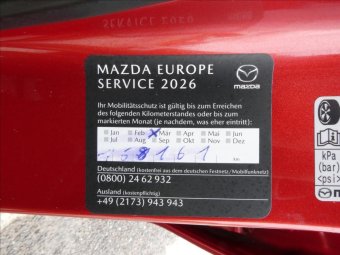 MAZDA EUROPE
SERVICE 2026
mazda
Ihr Mobilitätsschutz ist gültig bis zum Erreichen
des folgenden Kilometerstandes oder bis zum
markierten Monat (je nachdem, was eher eintritt):
Jan Feb Mär Apr Mai Jun
Jul Aug Sep Okt Nov Dez
161 km
Deutschland (kostenfrei aus dem deutschen Festnetz/Mobilfunknetz)
(0800) 24 62 932
Ausland (kostenpflichtig)
+49 (2173) 943 943
kPa
(bar)
<psi>